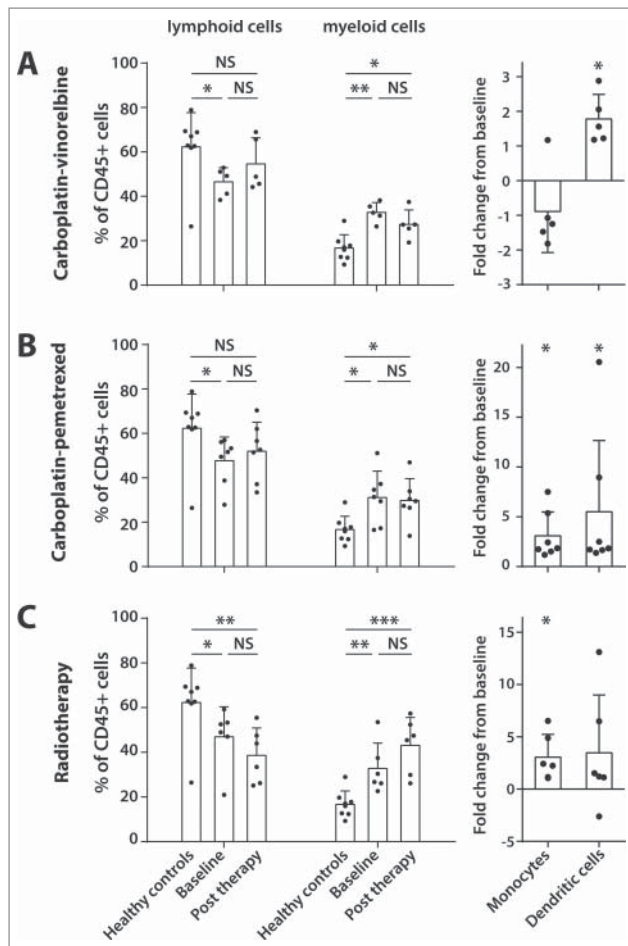 lymphoid cells
myeloid cells
A
Carboplatin-vinorelbine
% of CD45+ cells
100
80
60
40
20
0
NS
* NS
*
** NS
Fold change from baseline
3
2
1
0
-1
-2
-3
*
B
Carboplatin-pemetrexed
% of CD45+ cells
100
80
60
40
20
0
NS
* NS
*
* NS
Fold change from baseline
20
15
10
5
0
* *
C
Radiotherapy
% of CD45+ cells
100
80
60
40
20
0
**
* NS
***
** NS
Fold change from baseline
15
10
5
0
-5
*
Healthy controls
Baseline
Post therapy
Healthy controls
Baseline
Post therapy
Monocytes
Dendritic cells